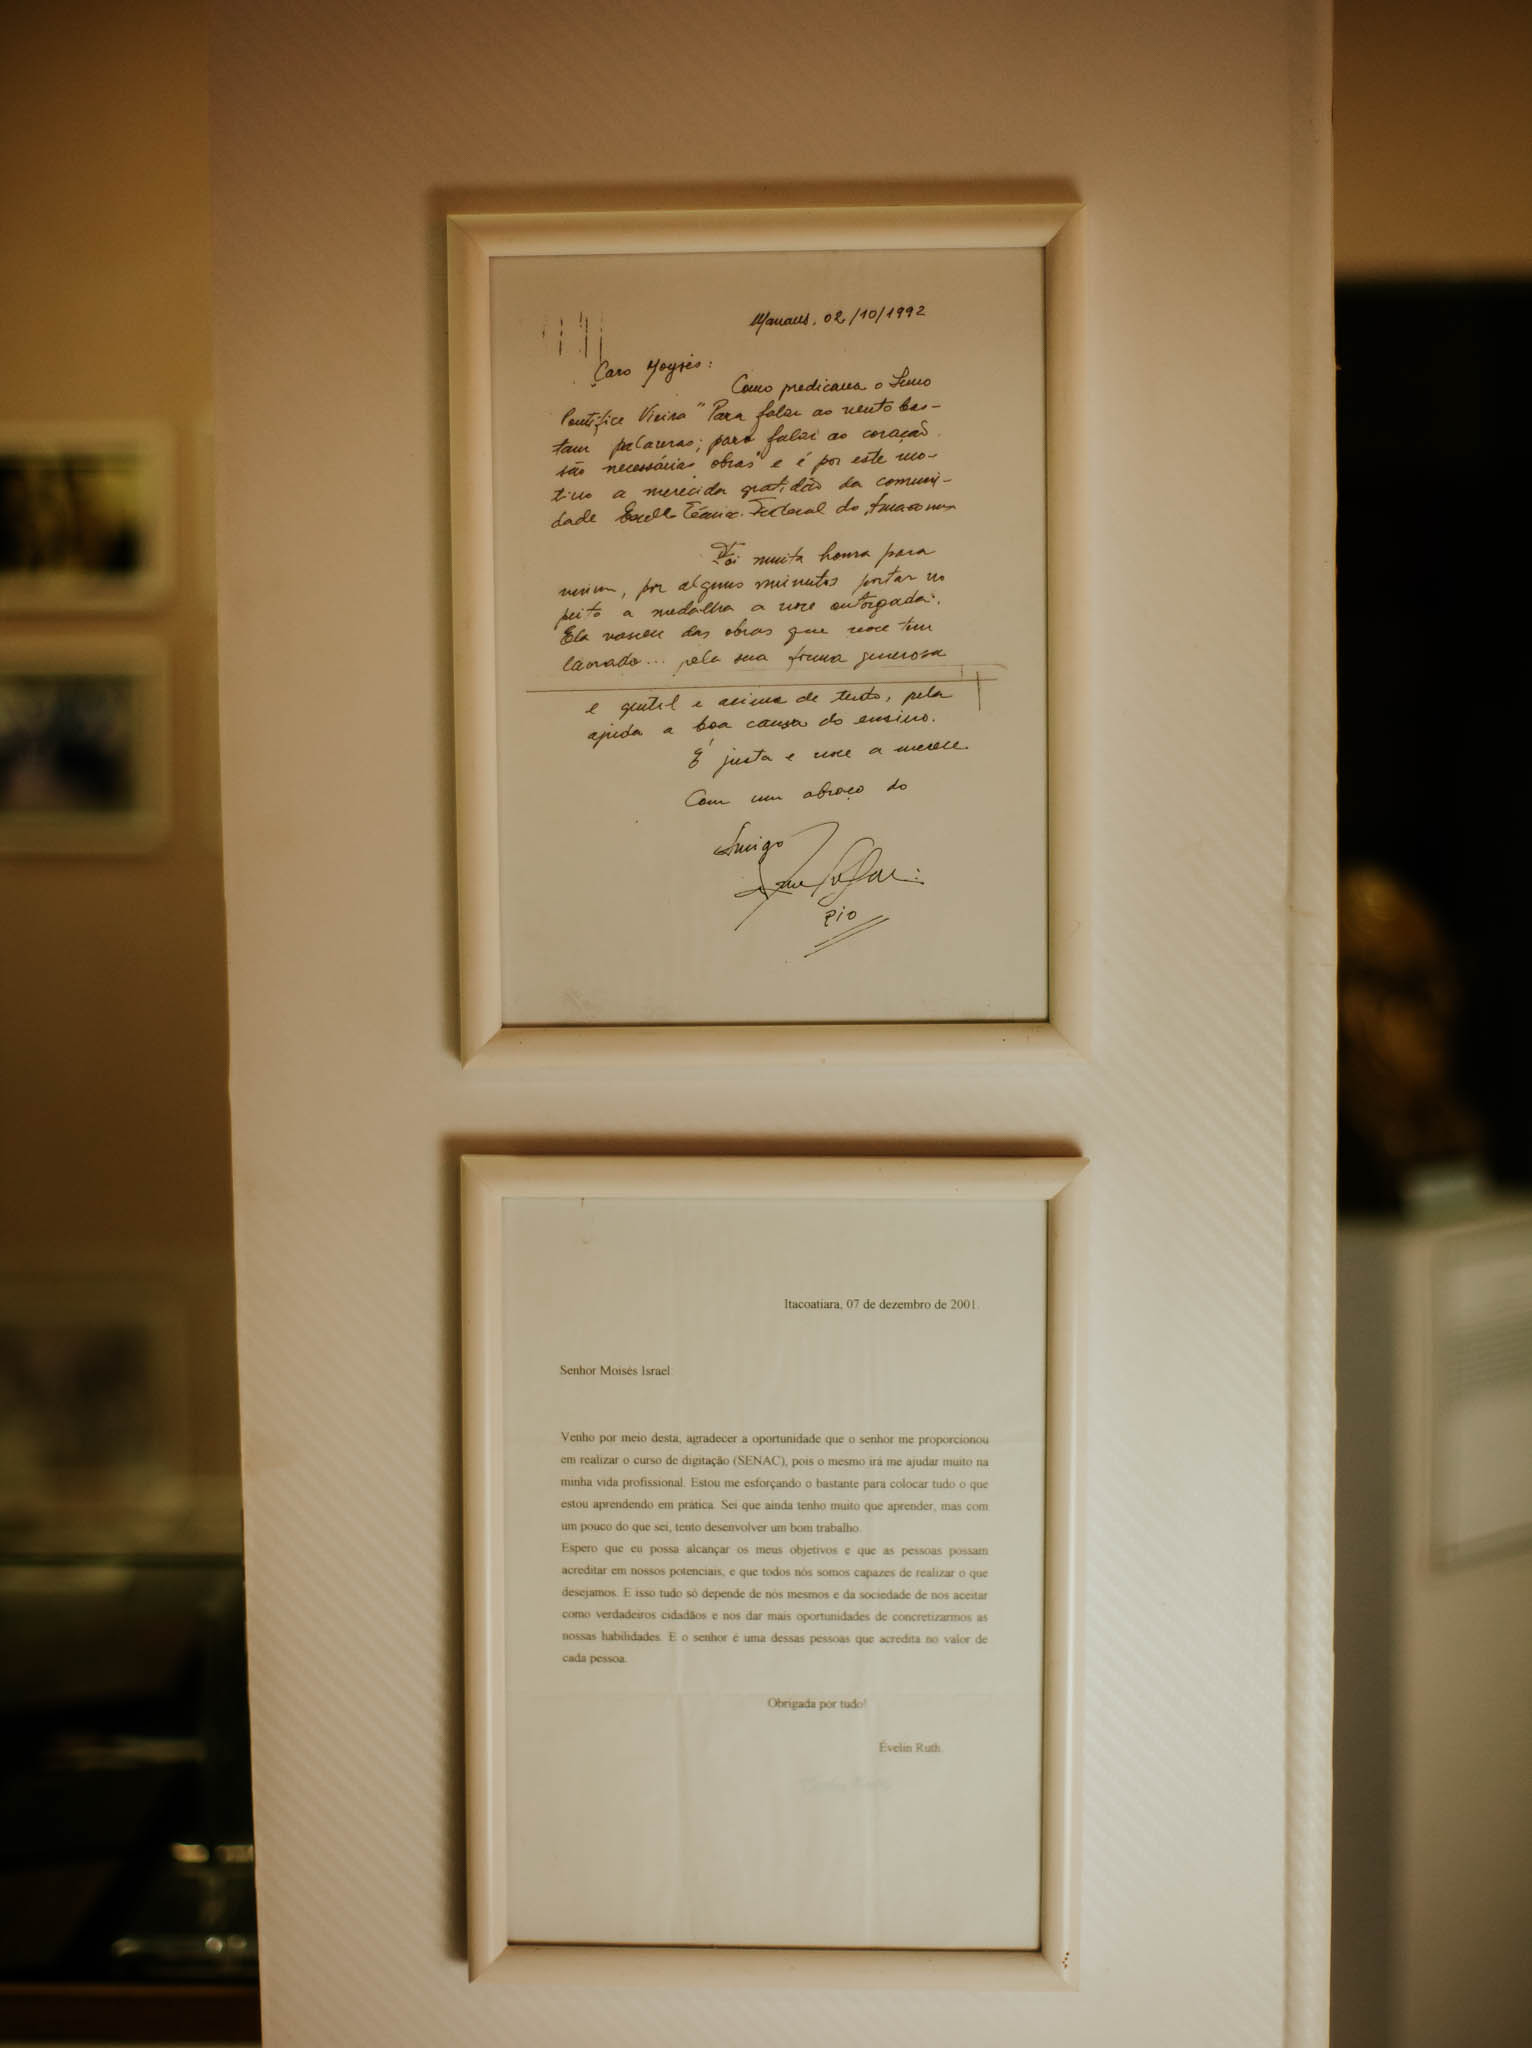 Manaus, 02/10/1992
Caro Moysés:
Como predicava o Sumo
Pontífice Vieira "Para falar ao vento bas-
tam palavras; para falar ao coração
são necessárias obras" e é por este mo-
tivo a merecida gratidão da comuni-
dade Escola Técnica Federal do Amazonas
Foi muita honra para
mim, por alguns minutos portar no
peito a medalha a voce outorgada.
Ela nasceu das obras que voce tem
lavrado... pela sua forma generosa
e gentil e acima de tudo, pela
ajuda a boa causa do ensino.
É justa e voce a merece
Com um abraço do
Amigo
Itacoatiara, 07 de dezembro de 2001.
Senhor Moisés Israel
Venho por meio desta, agradecer a oportunidade que o senhor me proporcionou
em realizar o curso de digitação (SENAC), pois o mesmo irá me ajudar muito na
minha vida profissional. Estou me esforçando o bastante para colocar tudo o que
estou aprendendo em prática. Sei que ainda tenho muito que aprender, mas com
um pouco do que sei, tento desenvolver um bom trabalho.
Espero que eu possa alcançar os meus objetivos e que as pessoas possam
acreditar em nossos potenciais, e que todos nós somos capazes de realizar o que
desejamos. E isso tudo só depende de nós mesmos e da sociedade de nos aceitar
como verdadeiros cidadãos e nos dar mais oportunidades de concretizarmos as
nossas habilidades. E o senhor é uma dessas pessoas que acredita no valor de
cada pessoa.
Obrigada por tudo!
Évelin Ruth